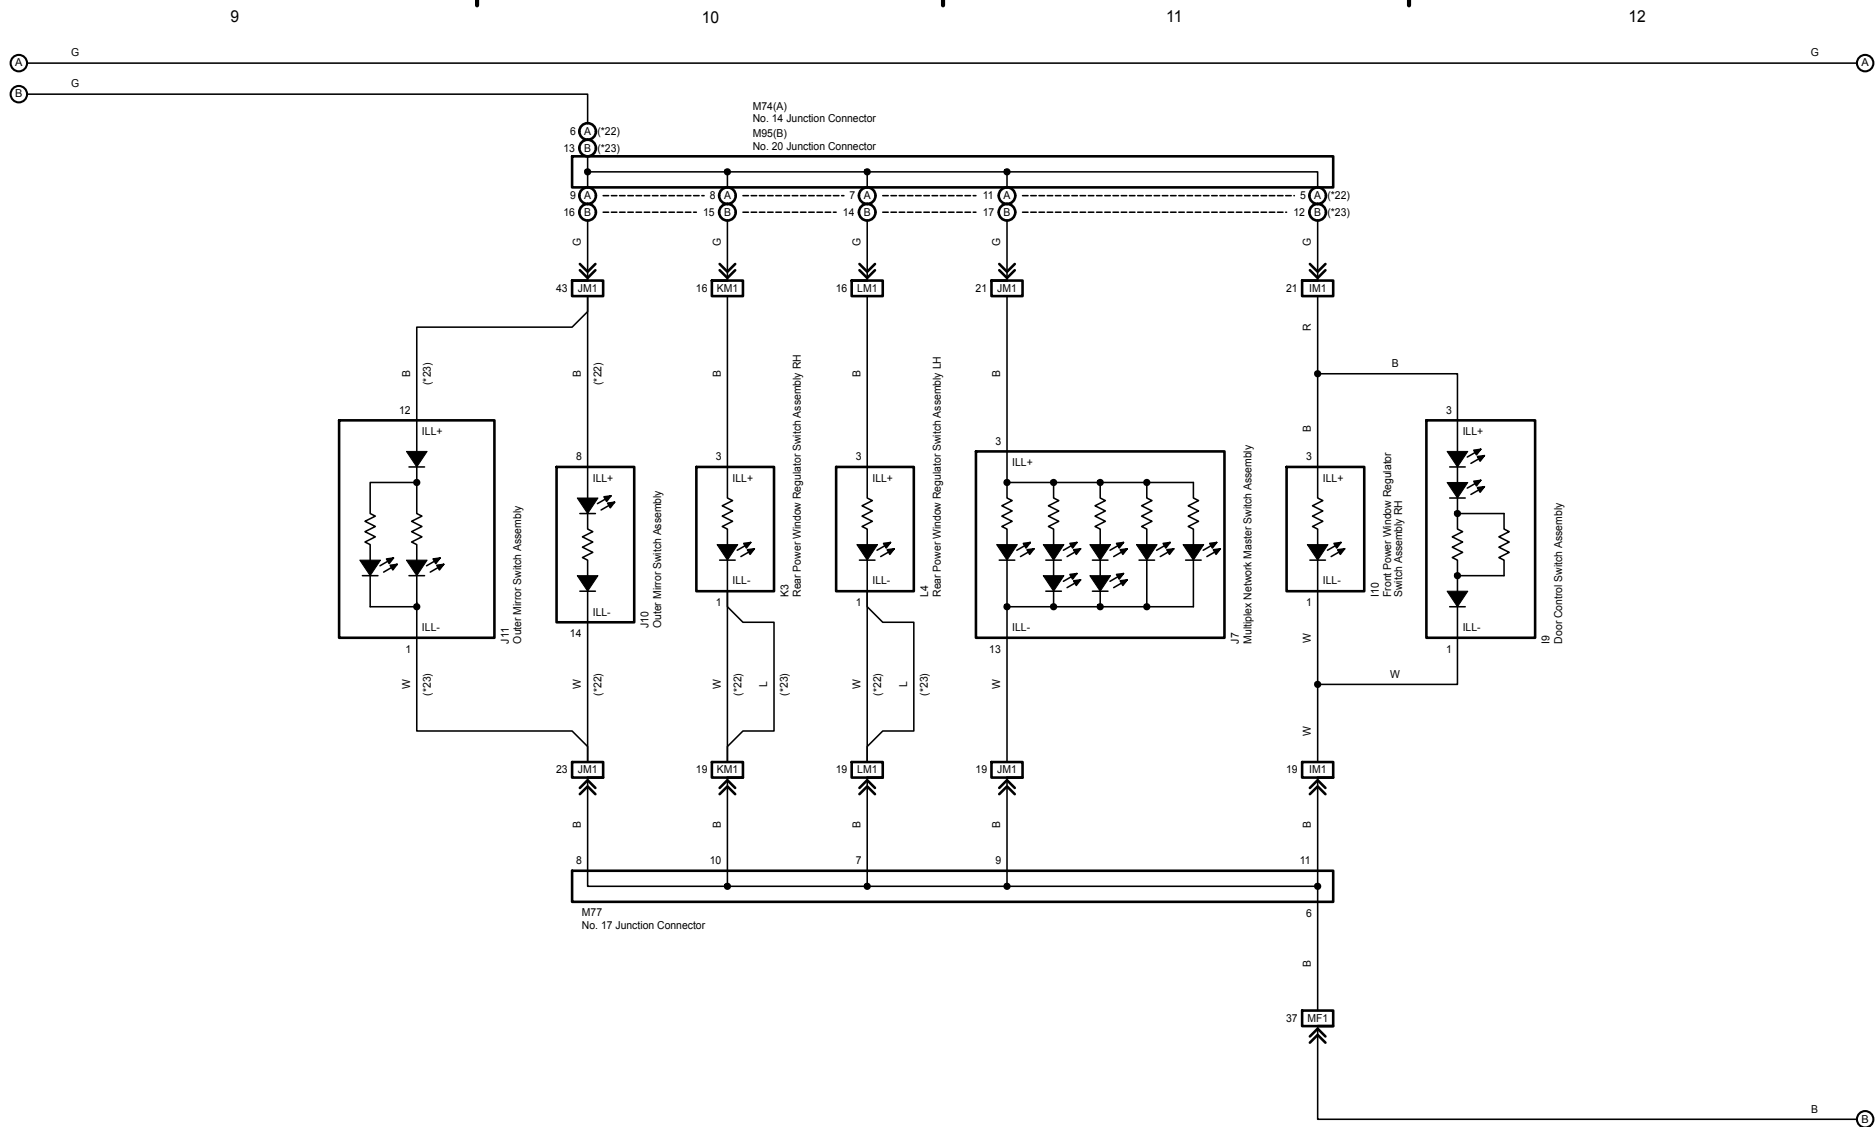 9 10 11 12
A G G A
B G
M74(A)
No. 14 Junction Connector
M95(B)
No. 20 Junction Connector
6 A (*22)
13 B (*23)
9 A 8 A 7 A 11 A 5 A (*22)
16 B 15 B 14 B 17 B 12 B (*23)
G G G G G
43 JM1 16 KM1 16 LM1 21 JM1 21 IM1
R
B
B (*23) B (*22) B B B
12 3
ILL+ ILL+
B
3
ILL+
8 3 3 3
ILL+ ILL+ ILL+ ILL+
J11
Outer Mirror Switch Assembly
J10
Outer Mirror Switch Assembly
K3
Rear Power Window Regulator Switch Assembly RH
L4
Rear Power Window Regulator Switch Assembly LH
J7
Multiplex Network Master Switch Assembly
I10
Front Power Window Regulator
Switch Assembly RH
I9
Door Control Switch Assembly
ILL- ILL- ILL-
1 1 1
ILL-
14
ILL- ILL- ILL-
1 13 1
W
W
W (*23) W (*22) W (*22) L (*23) W (*22) L (*23) W
W
23 JM1 19 KM1 19 LM1 19 JM1 19 IM1
B B B B B
8 10 7 9 11
M77
No. 17 Junction Connector
6
B
37 MF1
B B